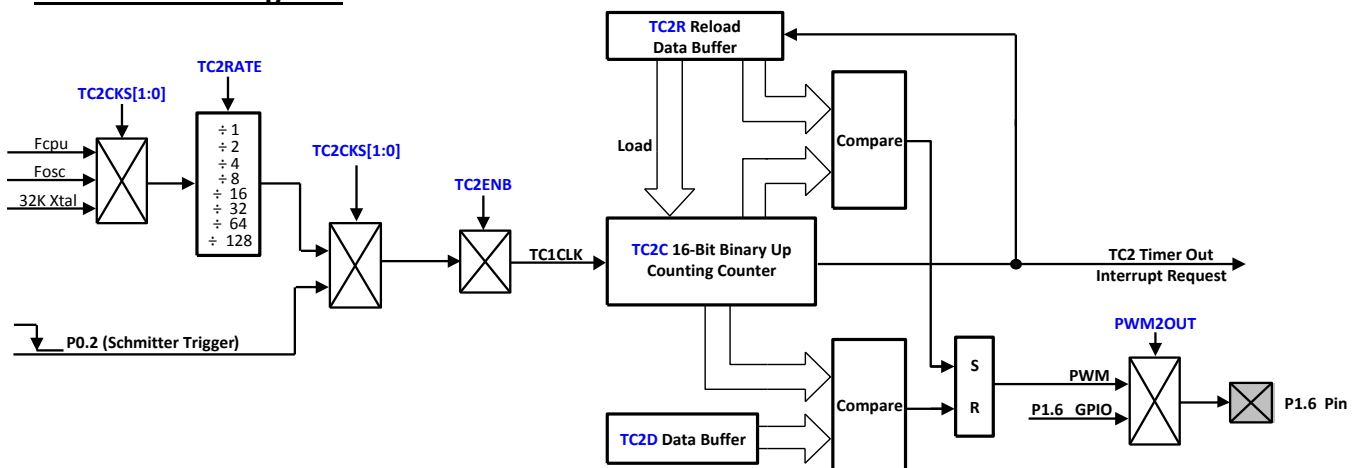 TC2R Reload
Data Buffer
TC2RATE
TC2CKS[1:0]
÷ 1
÷ 2
÷ 4
÷ 8
÷ 16
÷ 32
÷ 64
÷ 128
Fcpu
Fosc
32K Xtal
TC2CKS[1:0]
TC2ENB
Load
Compare
TC1CLK
TC2C 16-Bit Binary Up
Counting Counter
TC2 Timer Out
Interrupt Request
P0.2 (Schmitter Trigger)
PWM2OUT
S
R
PWM
P1.6 GPIO
P1.6 Pin
Compare
TC2D Data Buffer